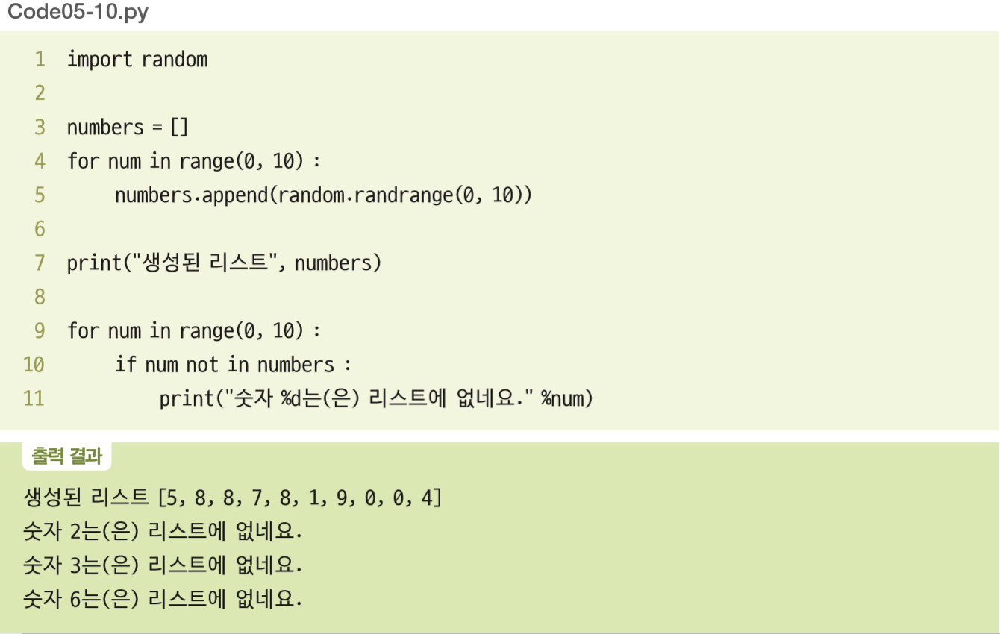 Code05-10.py
1 import random
2
3 numbers = []
4 for num in range(0, 10) :
5     numbers.append(random.randrange(0, 10))
6
7 print("생성된 리스트", numbers)
8
9 for num in range(0, 10) :
10     if num not in numbers :
11         print("숫자 %d는(은) 리스트에 없네요." %num)
출력 결과
생성된 리스트 [5, 8, 8, 7, 8, 1, 9, 0, 0, 4]
숫자 2는(은) 리스트에 없네요.
숫자 3는(은) 리스트에 없네요.
숫자 6는(은) 리스트에 없네요.